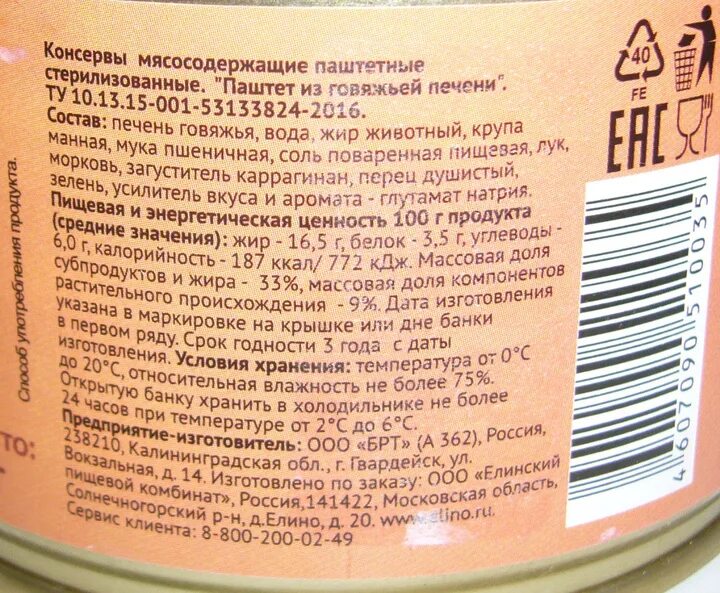 Консервы мясосодержащие паштетные
стерилизованные. "Паштет из говяжьей печени".
ТУ 10.13.15-001-53133824-2016.
Состав: печень говяжья, вода, жир животный, крупа
манная, мука пшеничная, соль поваренная пищевая, лук,
морковь, загуститель каррагинан, перец душистый,
зелень, усилитель вкуса и аромата - глутамат натрия.
Пищевая и энергетическая ценность 100 г продукта
(средние значения): жир - 16,5 г, белок - 3,5 г, углеводы -
6,0 г, калорийность - 187 ккал/ 772 кДж. Массовая доля
субпродуктов и жира - 33%, массовая доля компонентов
растительного происхождения - 9%. Дата изготовления
указана в маркировке на крышке или дне банки
в первом ряду. Срок годности 3 года с даты
изготовления. Условия хранения: температура от 0°С
до 20°С, относительная влажность не более 75%.
Открытую банку хранить в холодильнике не более
24 часов при температуре от 2°С до 6°С.
Предприятие-изготовитель: ООО «БРТ» (А 362), Россия,
238210, Калининградская обл., г. Гвардейск, ул.
Вокзальная, д. 14. Изготовлено по заказу: ООО «Елинский
пищевой комбинат», Россия,141422, Московская область,
Солнечногорский р-н, д.Елино, д. 20. www.elino.ru.
Сервис клиента: 8-800-200-02-49
Способ употребления продукта.
ТО:
40
FE
EAC
4 607090 510035